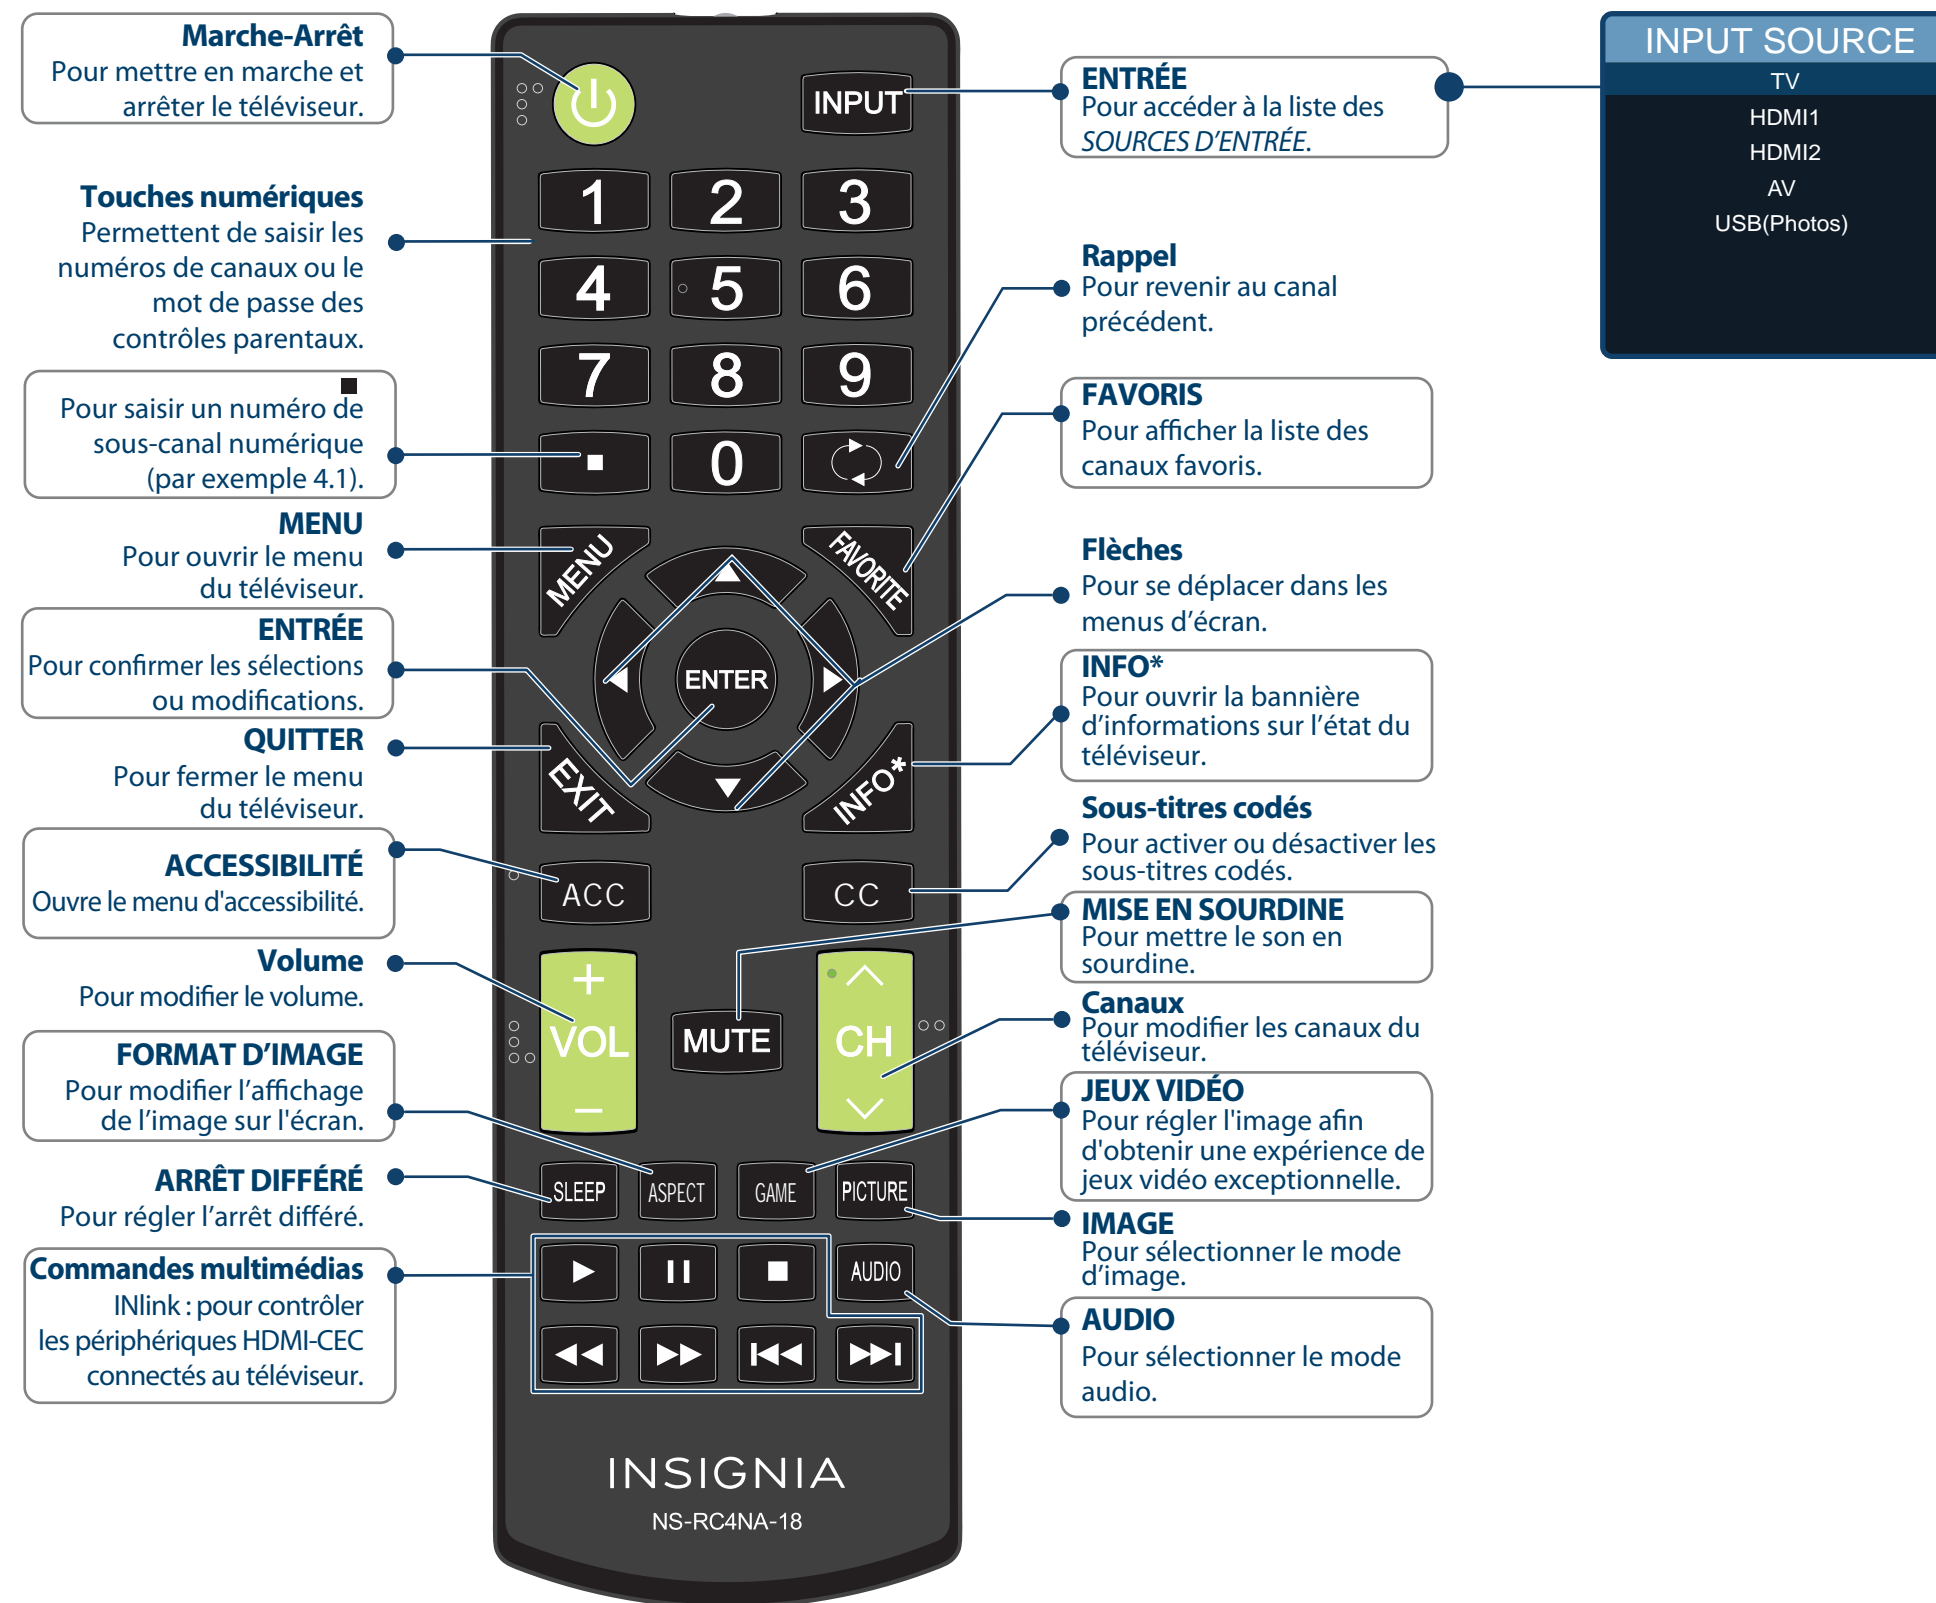 Marche-Arrêt
Pour mettre en marche et
arrêter le téléviseur.
Touches numériques
Permettent de saisir les
numéros de canaux ou le
mot de passe des
contrôles parentaux.
Pour saisir un numéro de
sous-canal numérique
(par exemple 4.1).
MENU
Pour ouvrir le menu
du téléviseur.
ENTRÉE
Pour confirmer les sélections
ou modifications.
QUITTER
Pour fermer le menu
du téléviseur.
ACCESSIBILITÉ
Ouvre le menu d'accessibilité.
Volume
Pour modifier le volume.
FORMAT D’IMAGE
Pour modifier l’affichage
de l’image sur l'écran.
ARRÊT DIFFÉRÉ
Pour régler l’arrêt différé.
Commandes multimédias
INlink : pour contrôler
les périphériques HDMI-CEC
connectés au téléviseur.
INPUT
1 2 3
4 5 6
7 8 9
0
MENU
FAVORITE
ENTER
EXIT
INFO*
ACC
CC
+
VOL
–
MUTE
CH
SLEEP
ASPECT
GAME
PICTURE
AUDIO
INSIGNIA
NS-RC4NA-18
ENTRÉE
Pour accéder à la liste des
SOURCES D’ENTRÉE.
Rappel
Pour revenir au canal
précédent.
FAVORIS
Pour afficher la liste des
canaux favoris.
Flèches
Pour se déplacer dans les
menus d’écran.
INFO*
Pour ouvrir la bannière
d’informations sur l’état du
téléviseur.
Sous-titres codés
Pour activer ou désactiver les
sous-titres codés.
MISE EN SOURDINE
Pour mettre le son en
sourdine.
Canaux
Pour modifier les canaux du
téléviseur.
JEUX VIDÉO
Pour régler l'image afin
d'obtenir une expérience de
jeux vidéo exceptionnelle.
IMAGE
Pour sélectionner le mode
d’image.
AUDIO
Pour sélectionner le mode
audio.
INPUT SOURCE
TV
HDMI1
HDMI2
AV
USB(Photos)